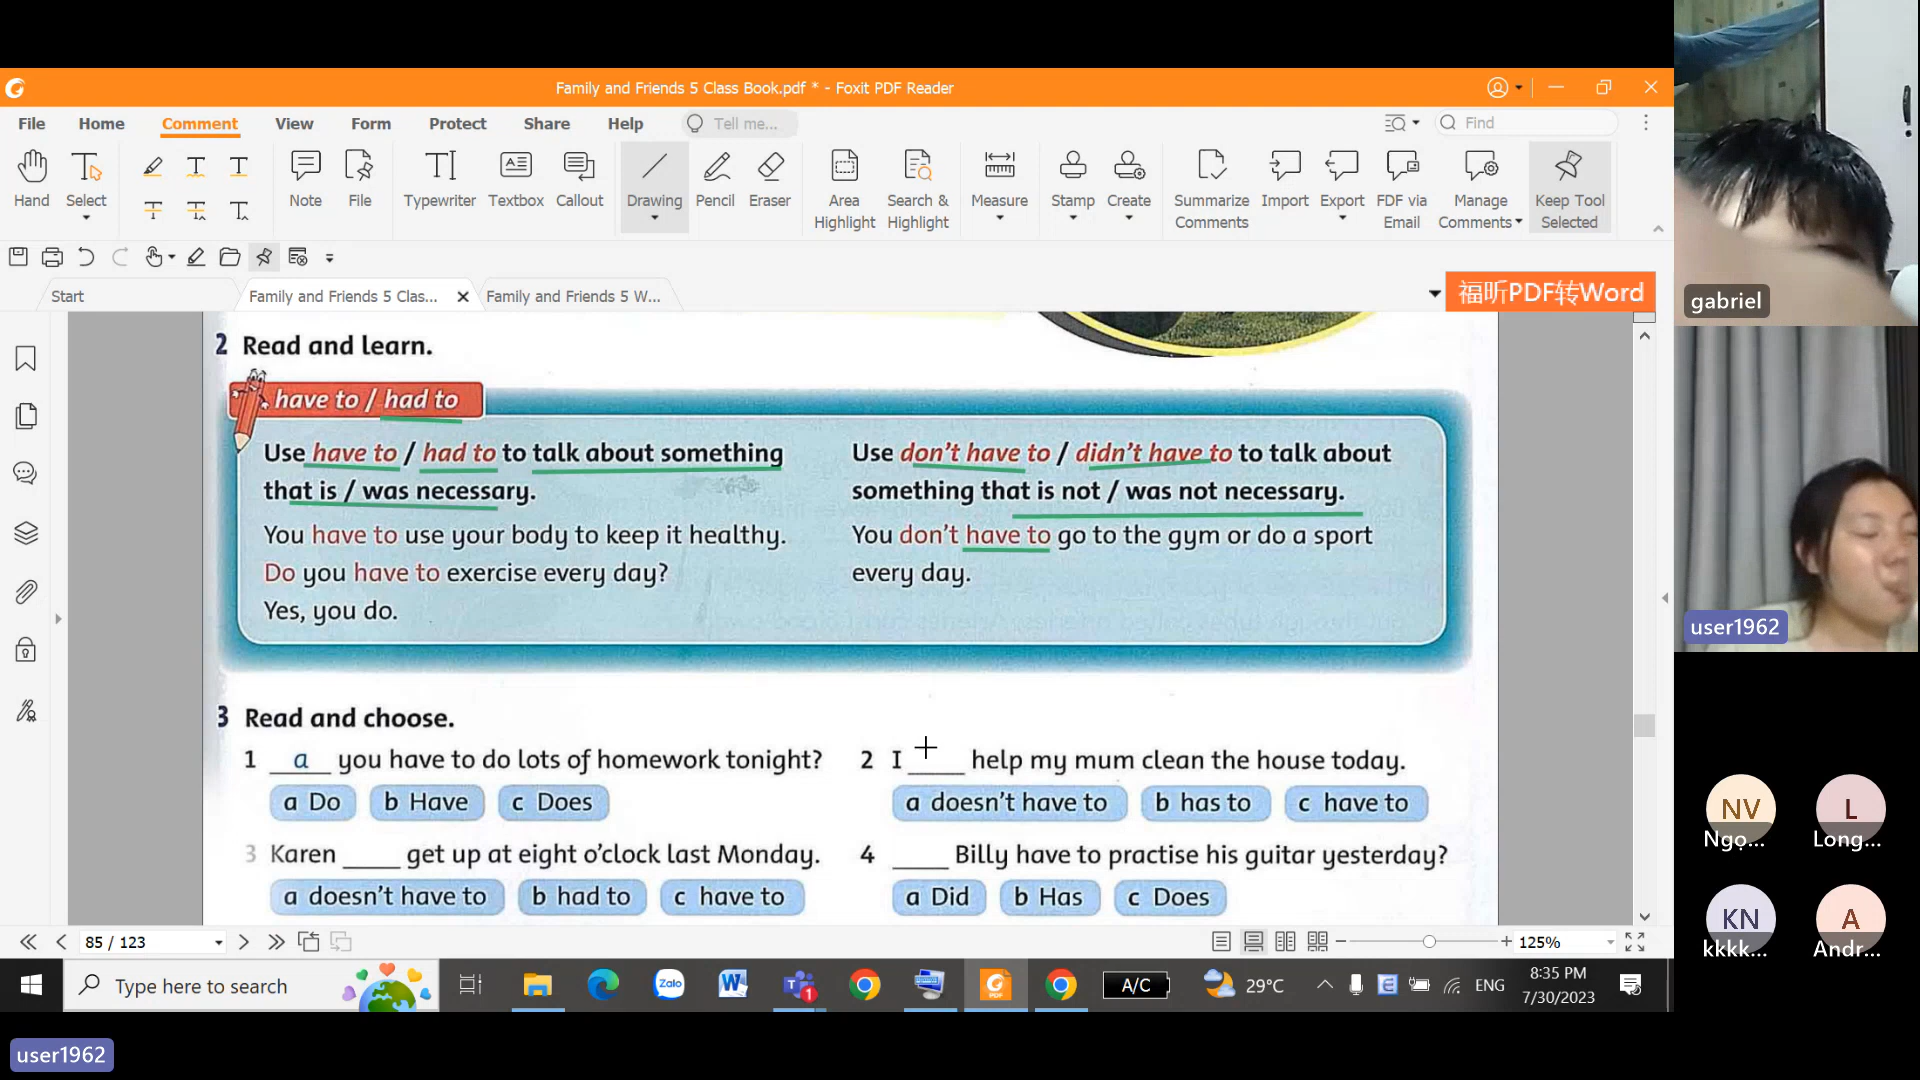 Family and Friends 5 Class Book.pdf * - Foxit PDF Reader
File Home Comment View Form Protect Share Help Tell me... Find
Hand Select Note File Typewriter Textbox Callout Drawing Pencil Eraser Area Highlight Search & Highlight Measure Stamp Create Summarize Comments Import Export FDF via Email Manage Comments Keep Tool Selected
Start Family and Friends 5 Clas... Family and Friends 5 W... 福昕PDF转Word
2 Read and learn.
have to / had to
Use have to / had to to talk about something
that is / was necessary.
You have to use your body to keep it healthy.
Do you have to exercise every day?
Yes, you do.
Use don't have to / didn't have to to talk about
something that is not / was not necessary.
You don't have to go to the gym or do a sport
every day.
3 Read and choose.
1 a you have to do lots of homework tonight?
a Do b Have c Does
2 I ____ help my mum clean the house today.
a doesn't have to b has to c have to
3 Karen ____ get up at eight o'clock last Monday.
a doesn't have to b had to c have to
4 ____ Billy have to practise his guitar yesterday?
a Did b Has c Does
85 / 123 125%
Type here to search Zalo 1 A/C 29°C ENG 8:35 PM
7/30/2023
user1962
gabriel
user1962
NV L
Ngọ... Long...
KN A
kkkk... Andr...